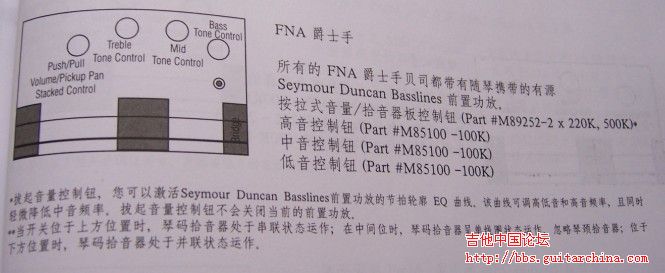 Bass
Tone Control
Treble
Tone Control
Mid
Tone Control
Push/Pull
Volume/Pickup Pan
Stacked Control
Bridge
FNA 爵士手
所有的 FNA 爵士手贝司都带有随琴携带的有源
Seymour Duncan Basslines 前置功放。
按拉式音量/拾音器板控制钮 (Part #M89252-2 x 220K, 500K)*
高音控制钮 (Part #M85100 -100K)
中音控制钮 (Part #M85100 -100K)
低音控制钮 (Part #M85100 -100K)
*拔起音量控制钮，您可以激活Seymour Duncan Basslines前置功放的节拍轮廓 EQ 曲线。该曲线可调高低音和高音频率，且同时
轻微降低中音频率。拔起音量控制钮不会关闭当前的前置功放。
**当开关位于上方位置时，琴码拾音器处于串联状态运作；在中间位时，琴码拾音器呈单线圈状态运作，忽略琴颈拾音器；位于
下方位置时，琴码拾音器处于并联状态运作。
吉他中国论坛
http://bbs.guitarchina.com